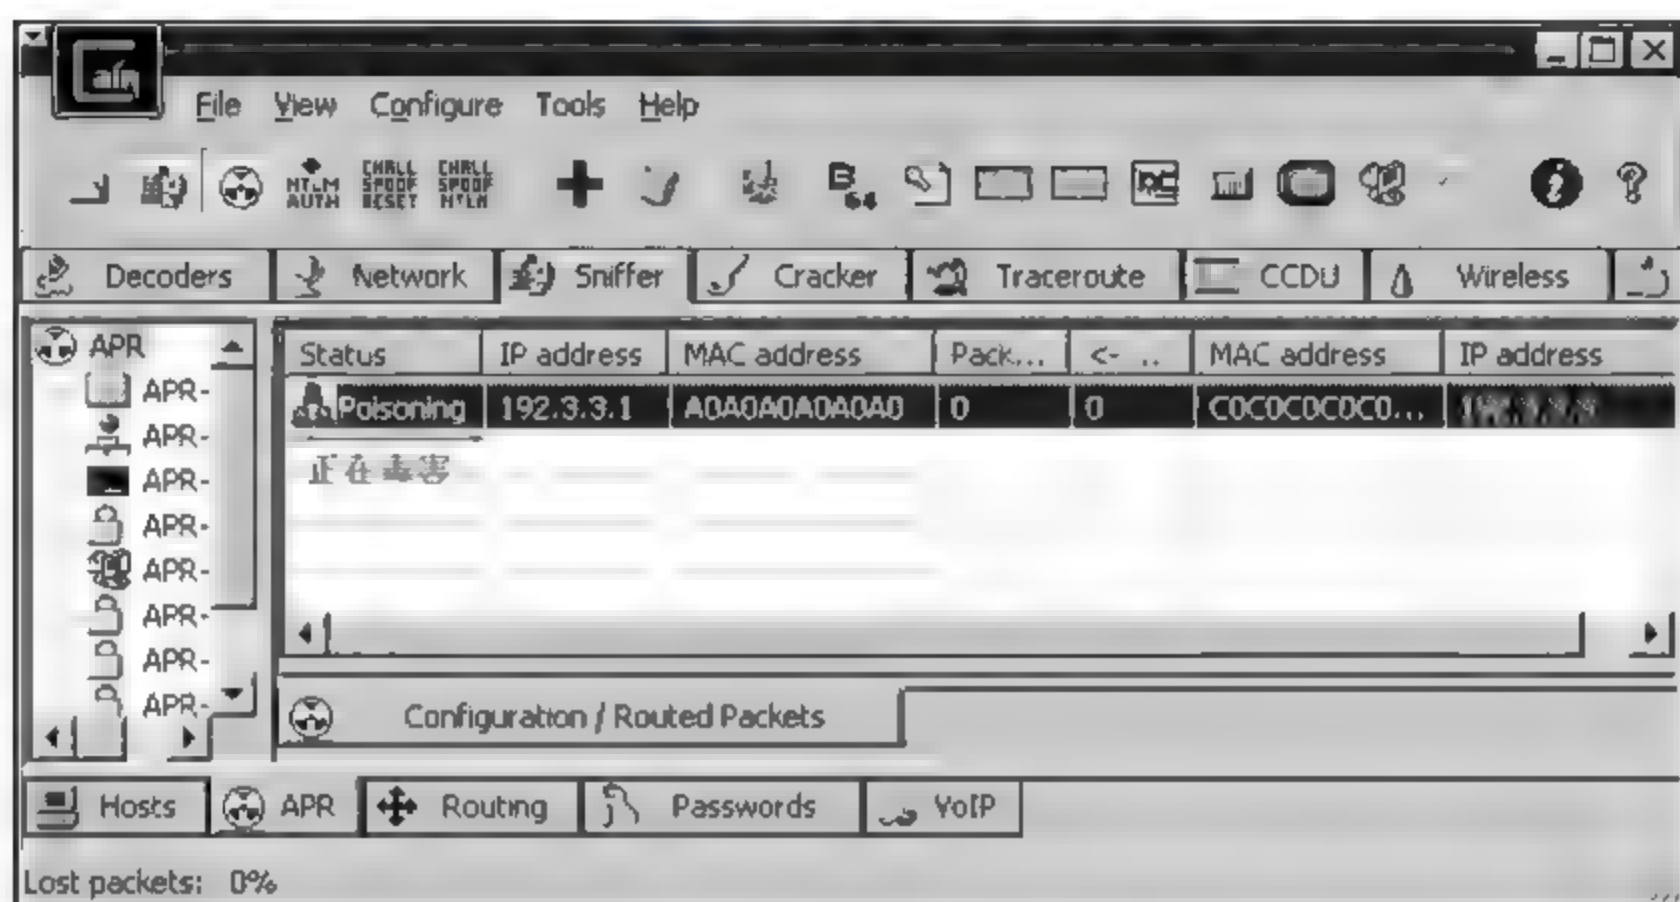 Cain
File View Configure Tools Help
NTLM AUTH
CHALL SPOOF RESET
CHALL SPOOF NTLM
B 64
Decoders Network Sniffer Cracker Traceroute CCDU Wireless
APR
APR-
APR-
APR-
APR-
APR-
APR-
APR-
APR-
Status IP address MAC address Pack... <- ... MAC address IP address
Poisoning 192.3.3.1 A0A0A0A0A0A0 0 0 C0C0C0C0C0...
正在毒害
Configuration / Routed Packets
Hosts APR Routing Passwords VoIP
Lost packets: 0%